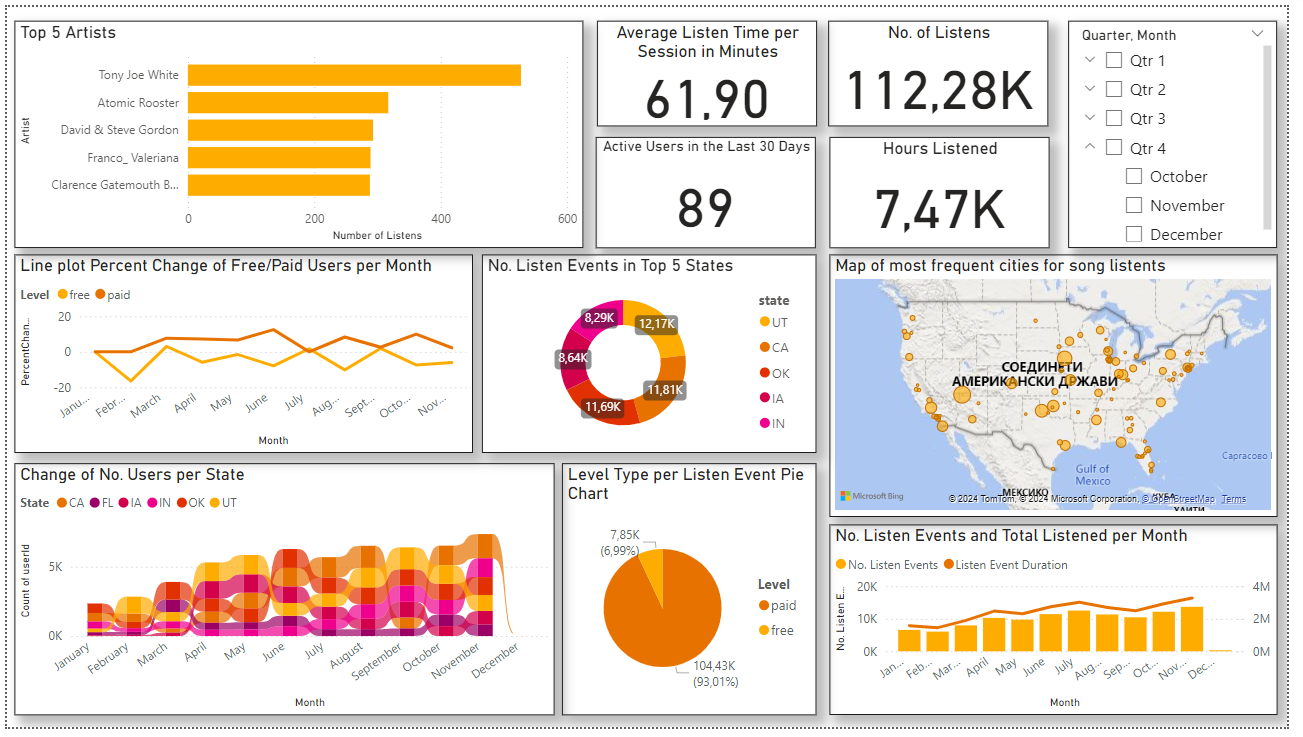 Top 5 Artists
Artist
Tony Joe White
Atomic Rooster
David & Steve Gordon
Franco_ Valeriana
Clarence Gatemouth B...
0 200 400 600
Number of Listens
Average Listen Time per
Session in Minutes
61,90
No. of Listens
112,28K
Active Users in the Last 30 Days
89
Hours Listened
7,47K
Quarter, Month
Qtr 1
Qtr 2
Qtr 3
Qtr 4
October
November
December
Line plot Percent Change of Free/Paid Users per Month
Level free paid
PercentChan...
20
0
-20
Janu... Febr... March April May June July Aug... Sept... Octo... Nov...
Month
No. Listen Events in Top 5 States
8,29K
12,17K
8,64K
11,81K
11,69K
state
UT
CA
OK
IA
IN
Map of most frequent cities for song listents
СОЕДИНЕТИ
АМЕРИКАНСКИ ДРЖАВИ
Gulf of
Mexico
МЕКСИКО
КУБА
ХАИТИ
Microsoft Bing
© 2024 TomTom, © 2024 Microsoft Corporation, © OpenStreetMap Terms
Change of No. Users per State
State CA FL IA IN OK UT
Count of userId
5K
0K
January February March April May June July August September October November December
Month
Level Type per Listen Event Pie
Chart
7,85K
(6,99%)
104,43K
(93,01%)
Level
paid
free
No. Listen Events and Total Listened per Month
No. Listen Events Listen Event Duration
No. Listen E...
20K
10K
0K
4M
2M
0M
Jan... Feb... Mar... April May June July Aug... Sep... Oct... Nov... Dec...
Month